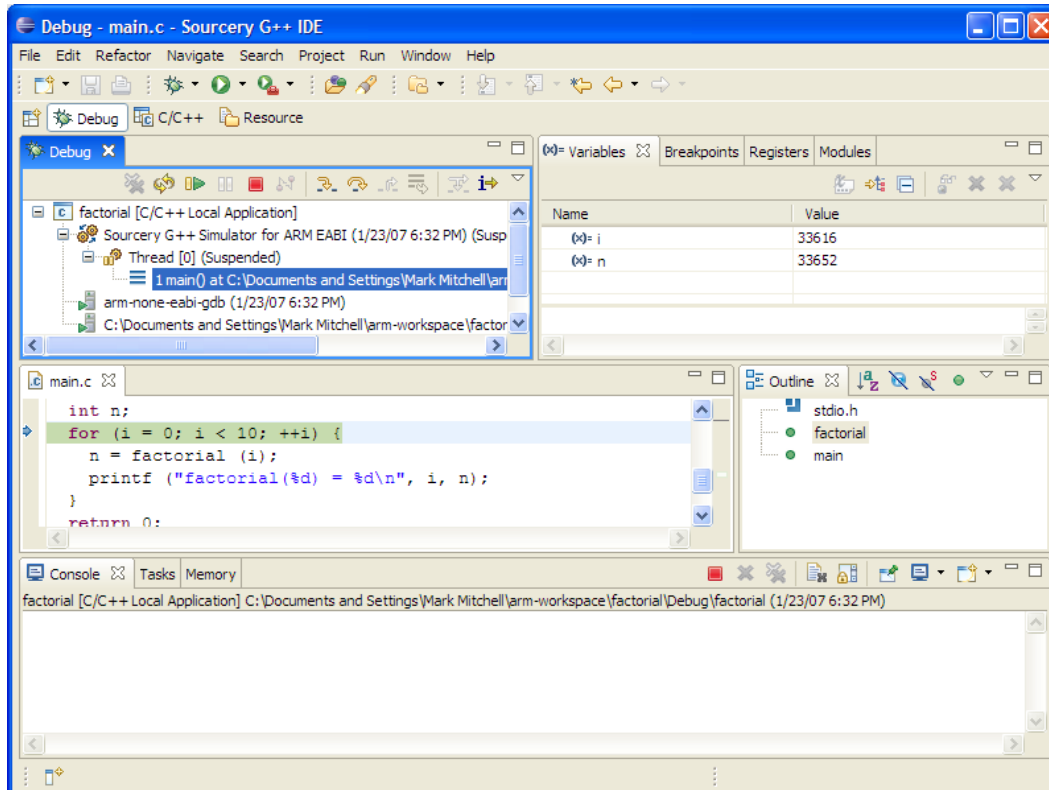 Debug - main.c - Sourcery G++ IDE
File Edit Refactor Navigate Search Project Run Window Help
Debug C/C++ Resource
Debug
factorial [C/C++ Local Application]
Sourcery G++ Simulator for ARM EABI (1/23/07 6:32 PM) (Susp
Thread [0] (Suspended)
1 main() at C:\Documents and Settings\Mark Mitchell\arr
arm-none-eabi-gdb (1/23/07 6:32 PM)
C:\Documents and Settings\Mark Mitchell\arm-workspace\factor
(x)= Variables Breakpoints Registers Modules
Name Value
(x)= i 33616
(x)= n 33652
main.c
int n;
for (i = 0; i < 10; ++i) {
n = factorial (i);
printf ("factorial(%d) = %d\n", i, n);
}
return 0;
Outline
stdio.h
factorial
main
Console Tasks Memory
factorial [C/C++ Local Application] C:\Documents and Settings\Mark Mitchell\arm-workspace\factorial\Debug\factorial (1/23/07 6:32 PM)